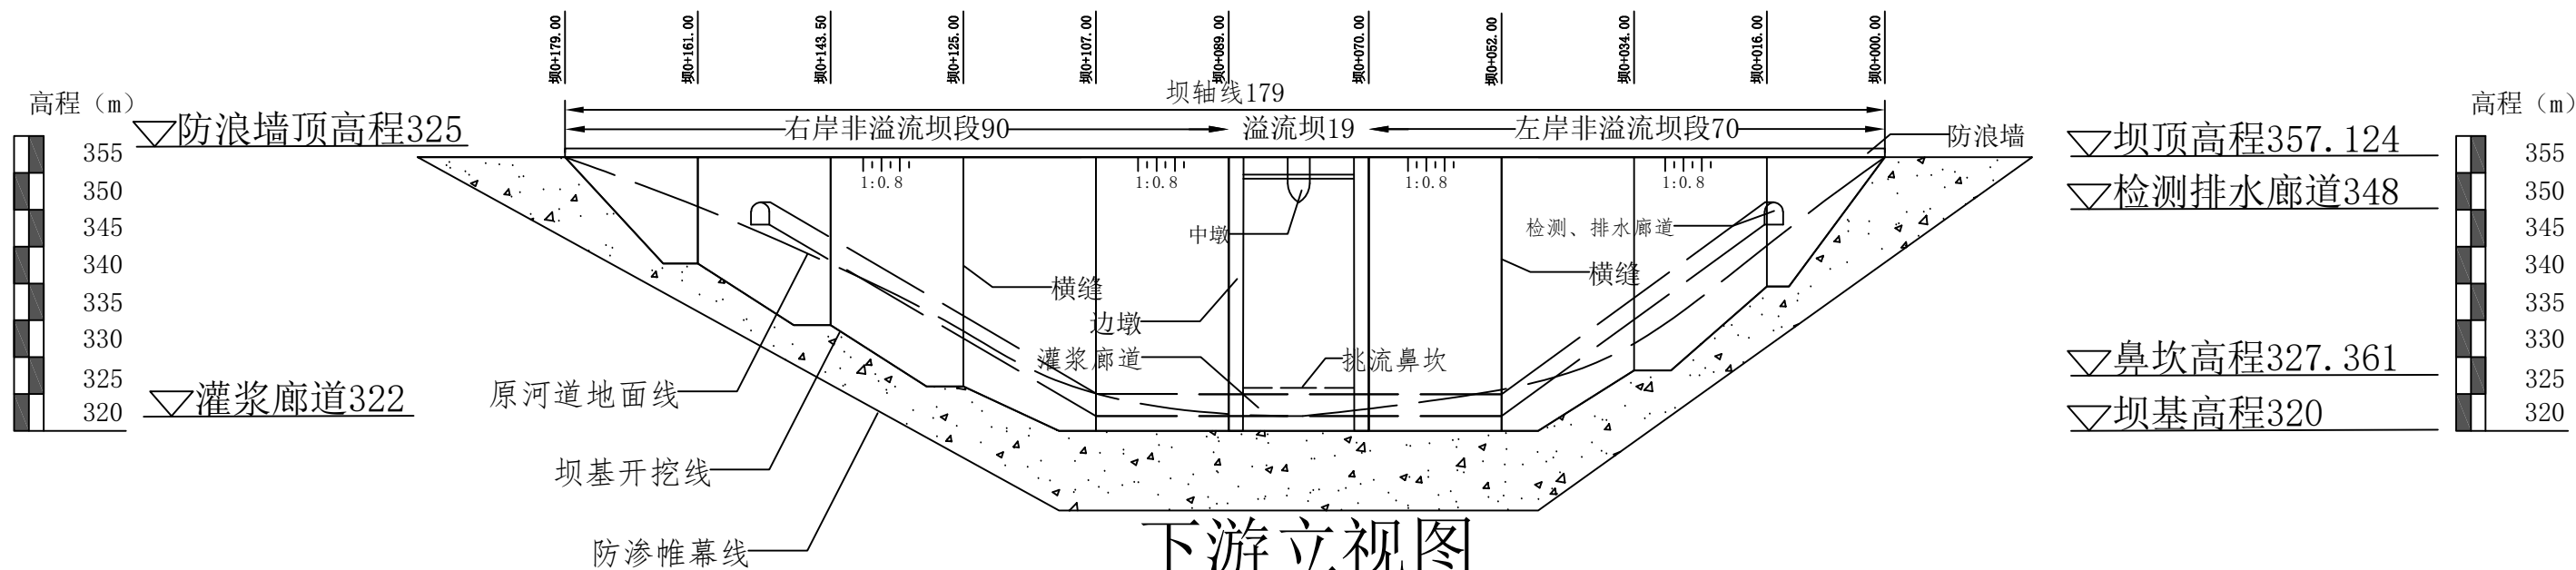 坝0+179.00
坝0+161.00
坝0+143.50
坝0+125.00
坝0+107.00
坝0+089.00
坝0+070.00
坝0+052.00
坝0+034.00
坝0+016.00
坝0+000.00
坝轴线179
右岸非溢流坝段90
溢流坝19
左岸非溢流坝段70
防浪墙
高程（m）
355
350
345
340
335
330
325
320
防浪墙顶高程325
灌浆廊道322
1:0.8
1:0.8
1:0.8
1:0.8
中墩
检测、排水廊道
横缝
横缝
边墩
灌浆廊道
挑流鼻坎
原河道地面线
坝基开挖线
防渗帷幕线
坝顶高程357.124
检测排水廊道348
鼻坎高程327.361
坝基高程320
高程（m）
355
350
345
340
335
330
325
320
下游立视图